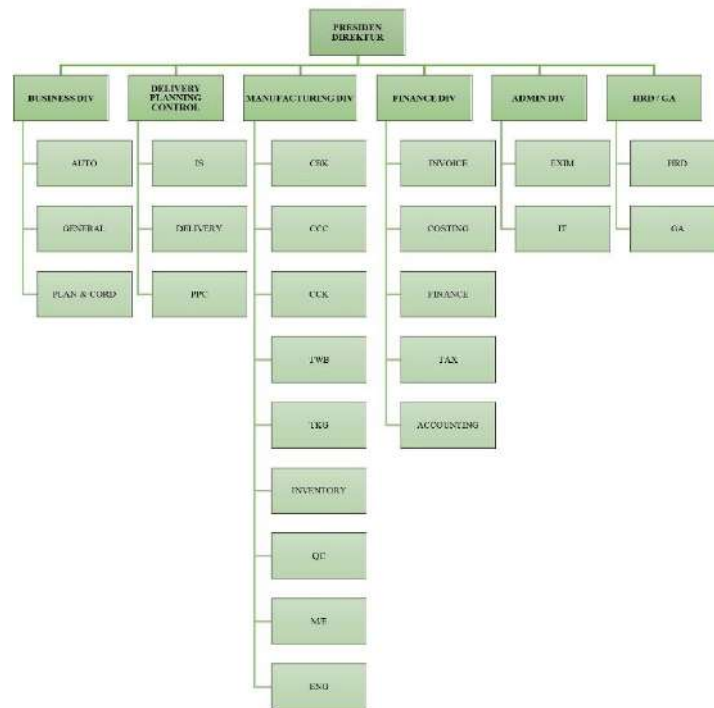 PRESIDEN
DIREKTUR
BUSINESS DIV
DELIVERY
PLANNING
CONTROL
MANUFACTURING DIV
FINANCE DIV
ADMIN DIV
HRD / GA
AUTO
IS
INVOICE
EXIM
HRD
GENERAL
DELIVERY
CCC
COSTING
IT
GA
PLAN & CORD
PPC
CCK
FINANCE
TWB
TAX
TKG
ACCOUNTING
INVENTORY
QC
M/E
ENG